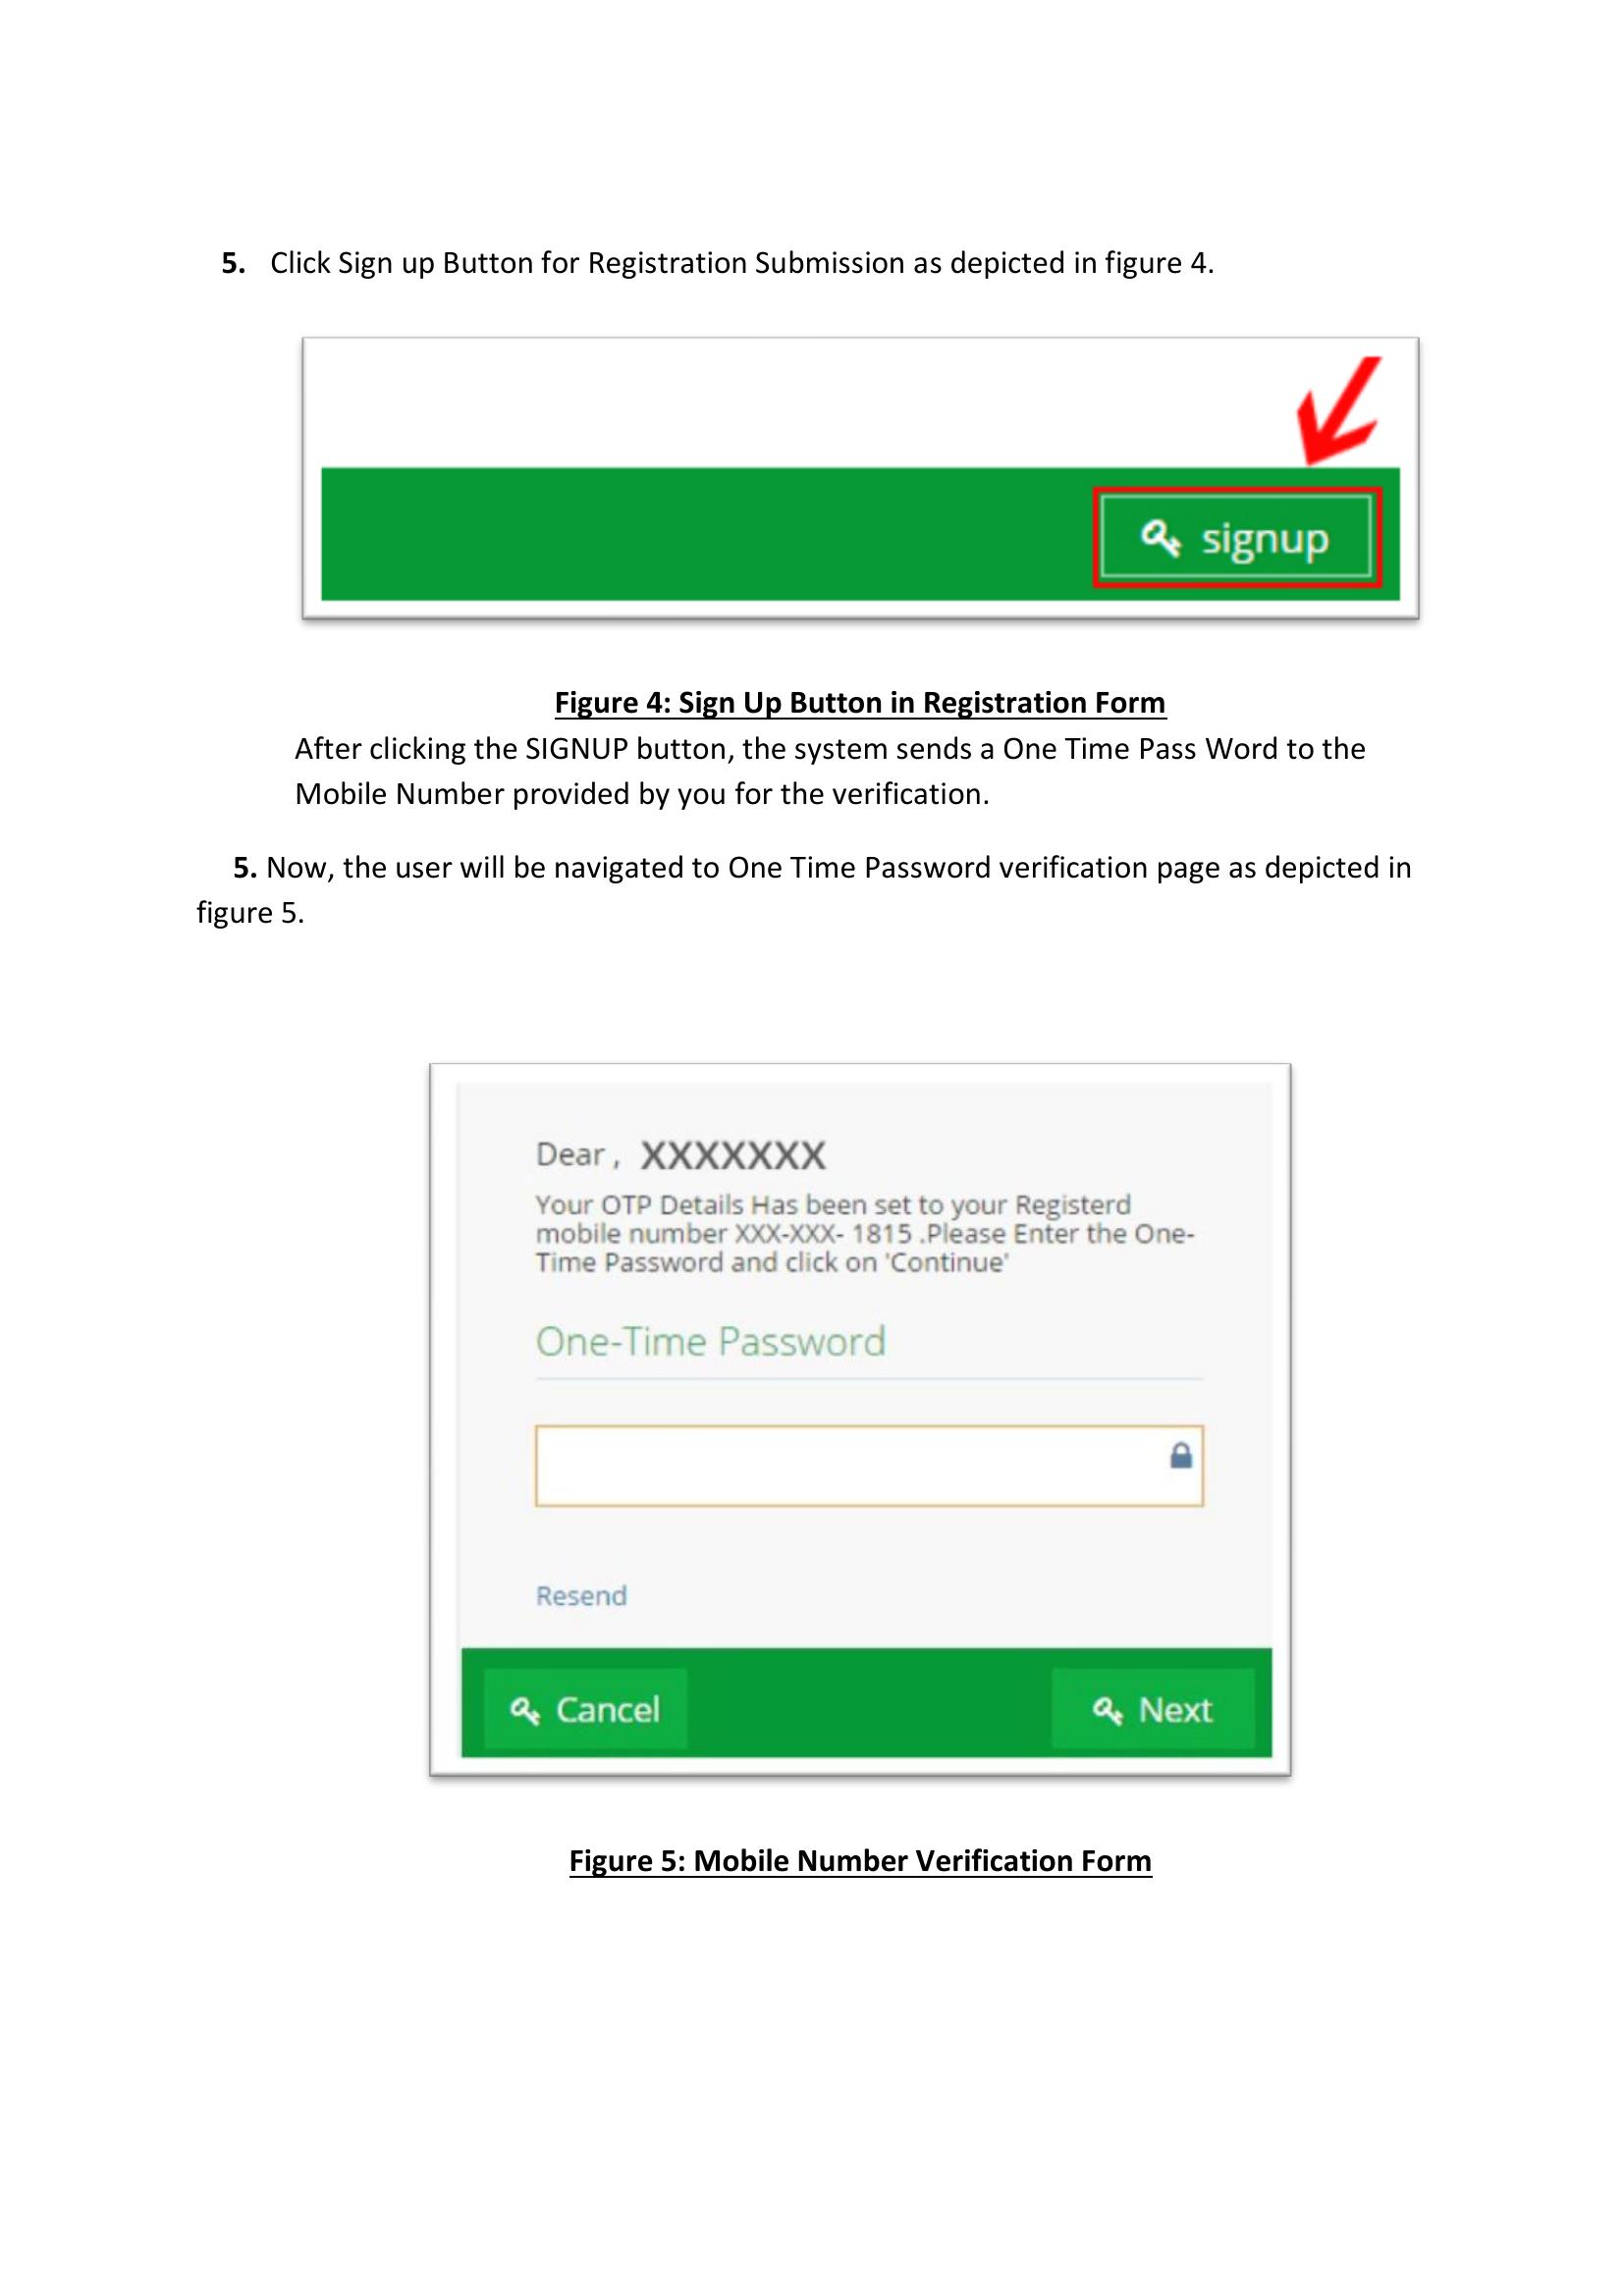 5. Click Sign up Button for Registration Submission as depicted in figure 4.
signup
Figure 4: Sign Up Button in Registration Form
After clicking the SIGNUP button, the system sends a One Time Pass Word to the
Mobile Number provided by you for the verification.
5. Now, the user will be navigated to One Time Password verification page as depicted in
figure 5.
Dear , XXXXXXX
Your OTP Details Has been set to your Registerd
mobile number XXX-XXX- 1815 .Please Enter the One-
Time Password and click on 'Continue'
One-Time Password
Resend
Cancel Next
Figure 5: Mobile Number Verification Form